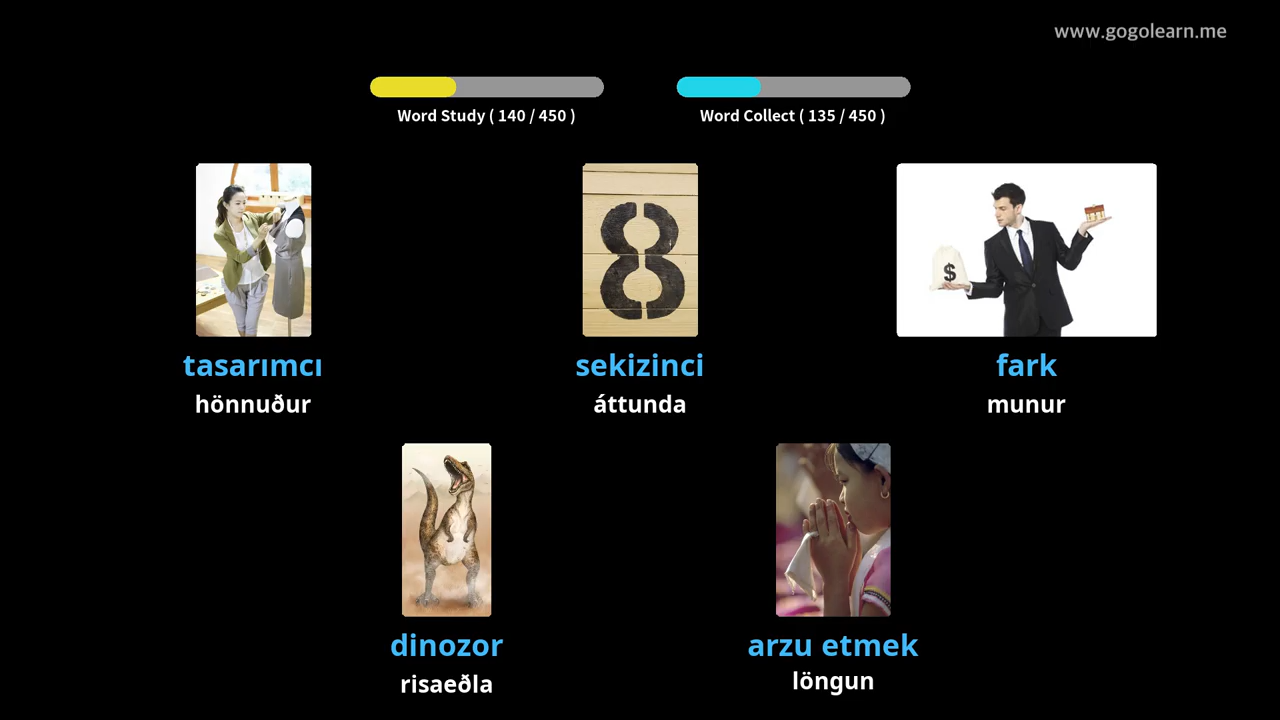 www.gogolearn.me
Word Study ( 140 / 450 )
Word Collect ( 135 / 450 )
8
$
tasarımcı
sekizinci
fark
hönnuður
áttunda
munur
dinozor
arzu etmek
risaeðla
löngun